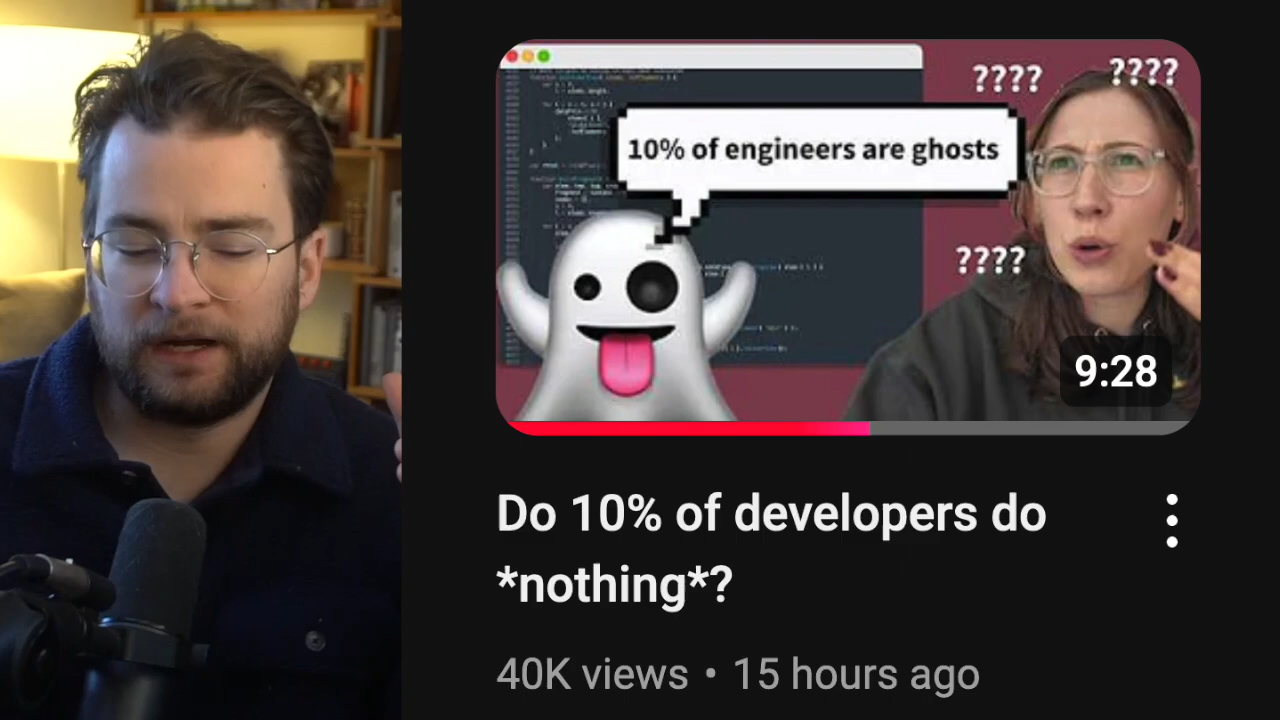 ????
????
10% of engineers are ghosts
????
9:28
Do 10% of developers do
*nothing*?
40K views • 15 hours ago